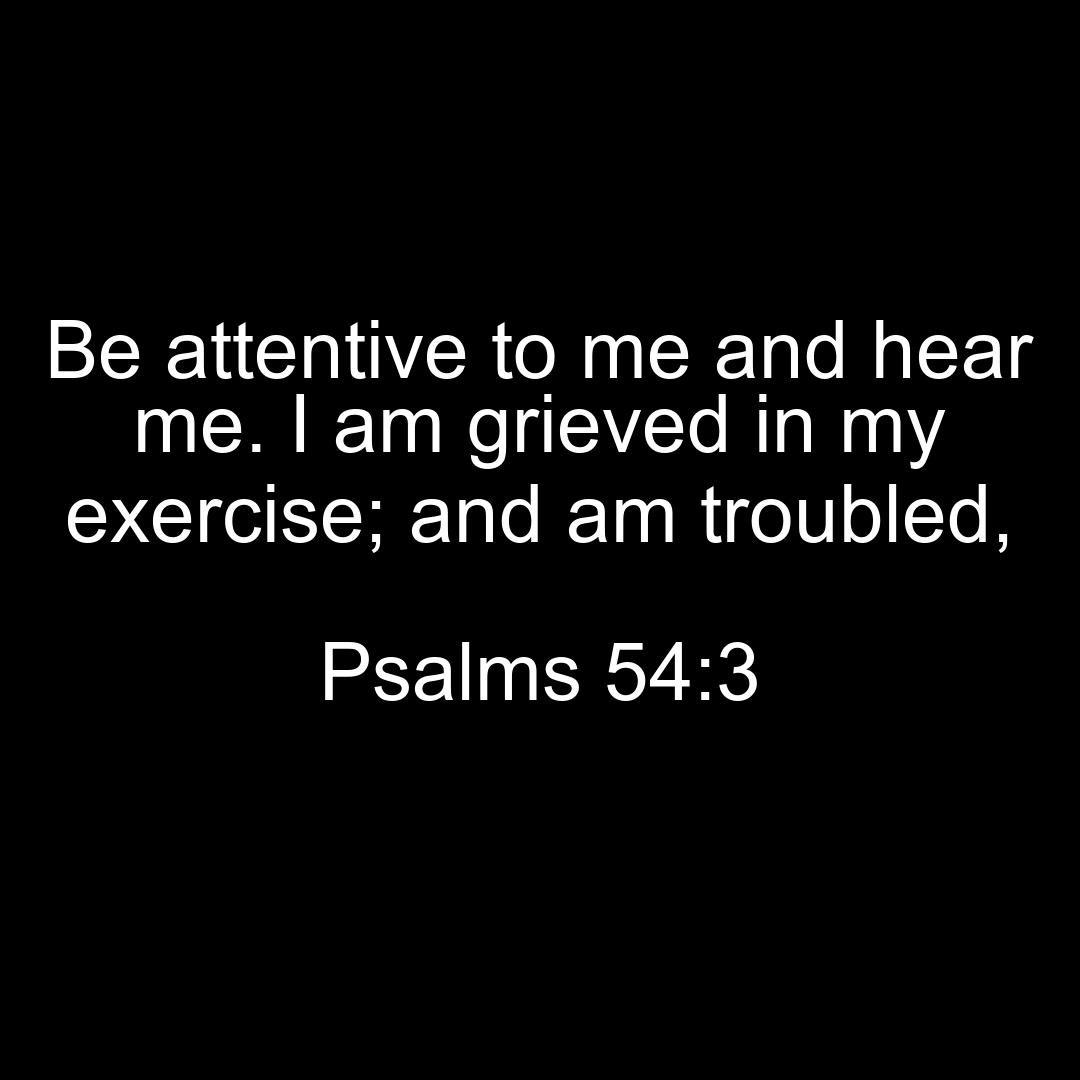 Be attentive to me and hear
me. I am grieved in my
exercise; and am troubled,
Psalms 54:3